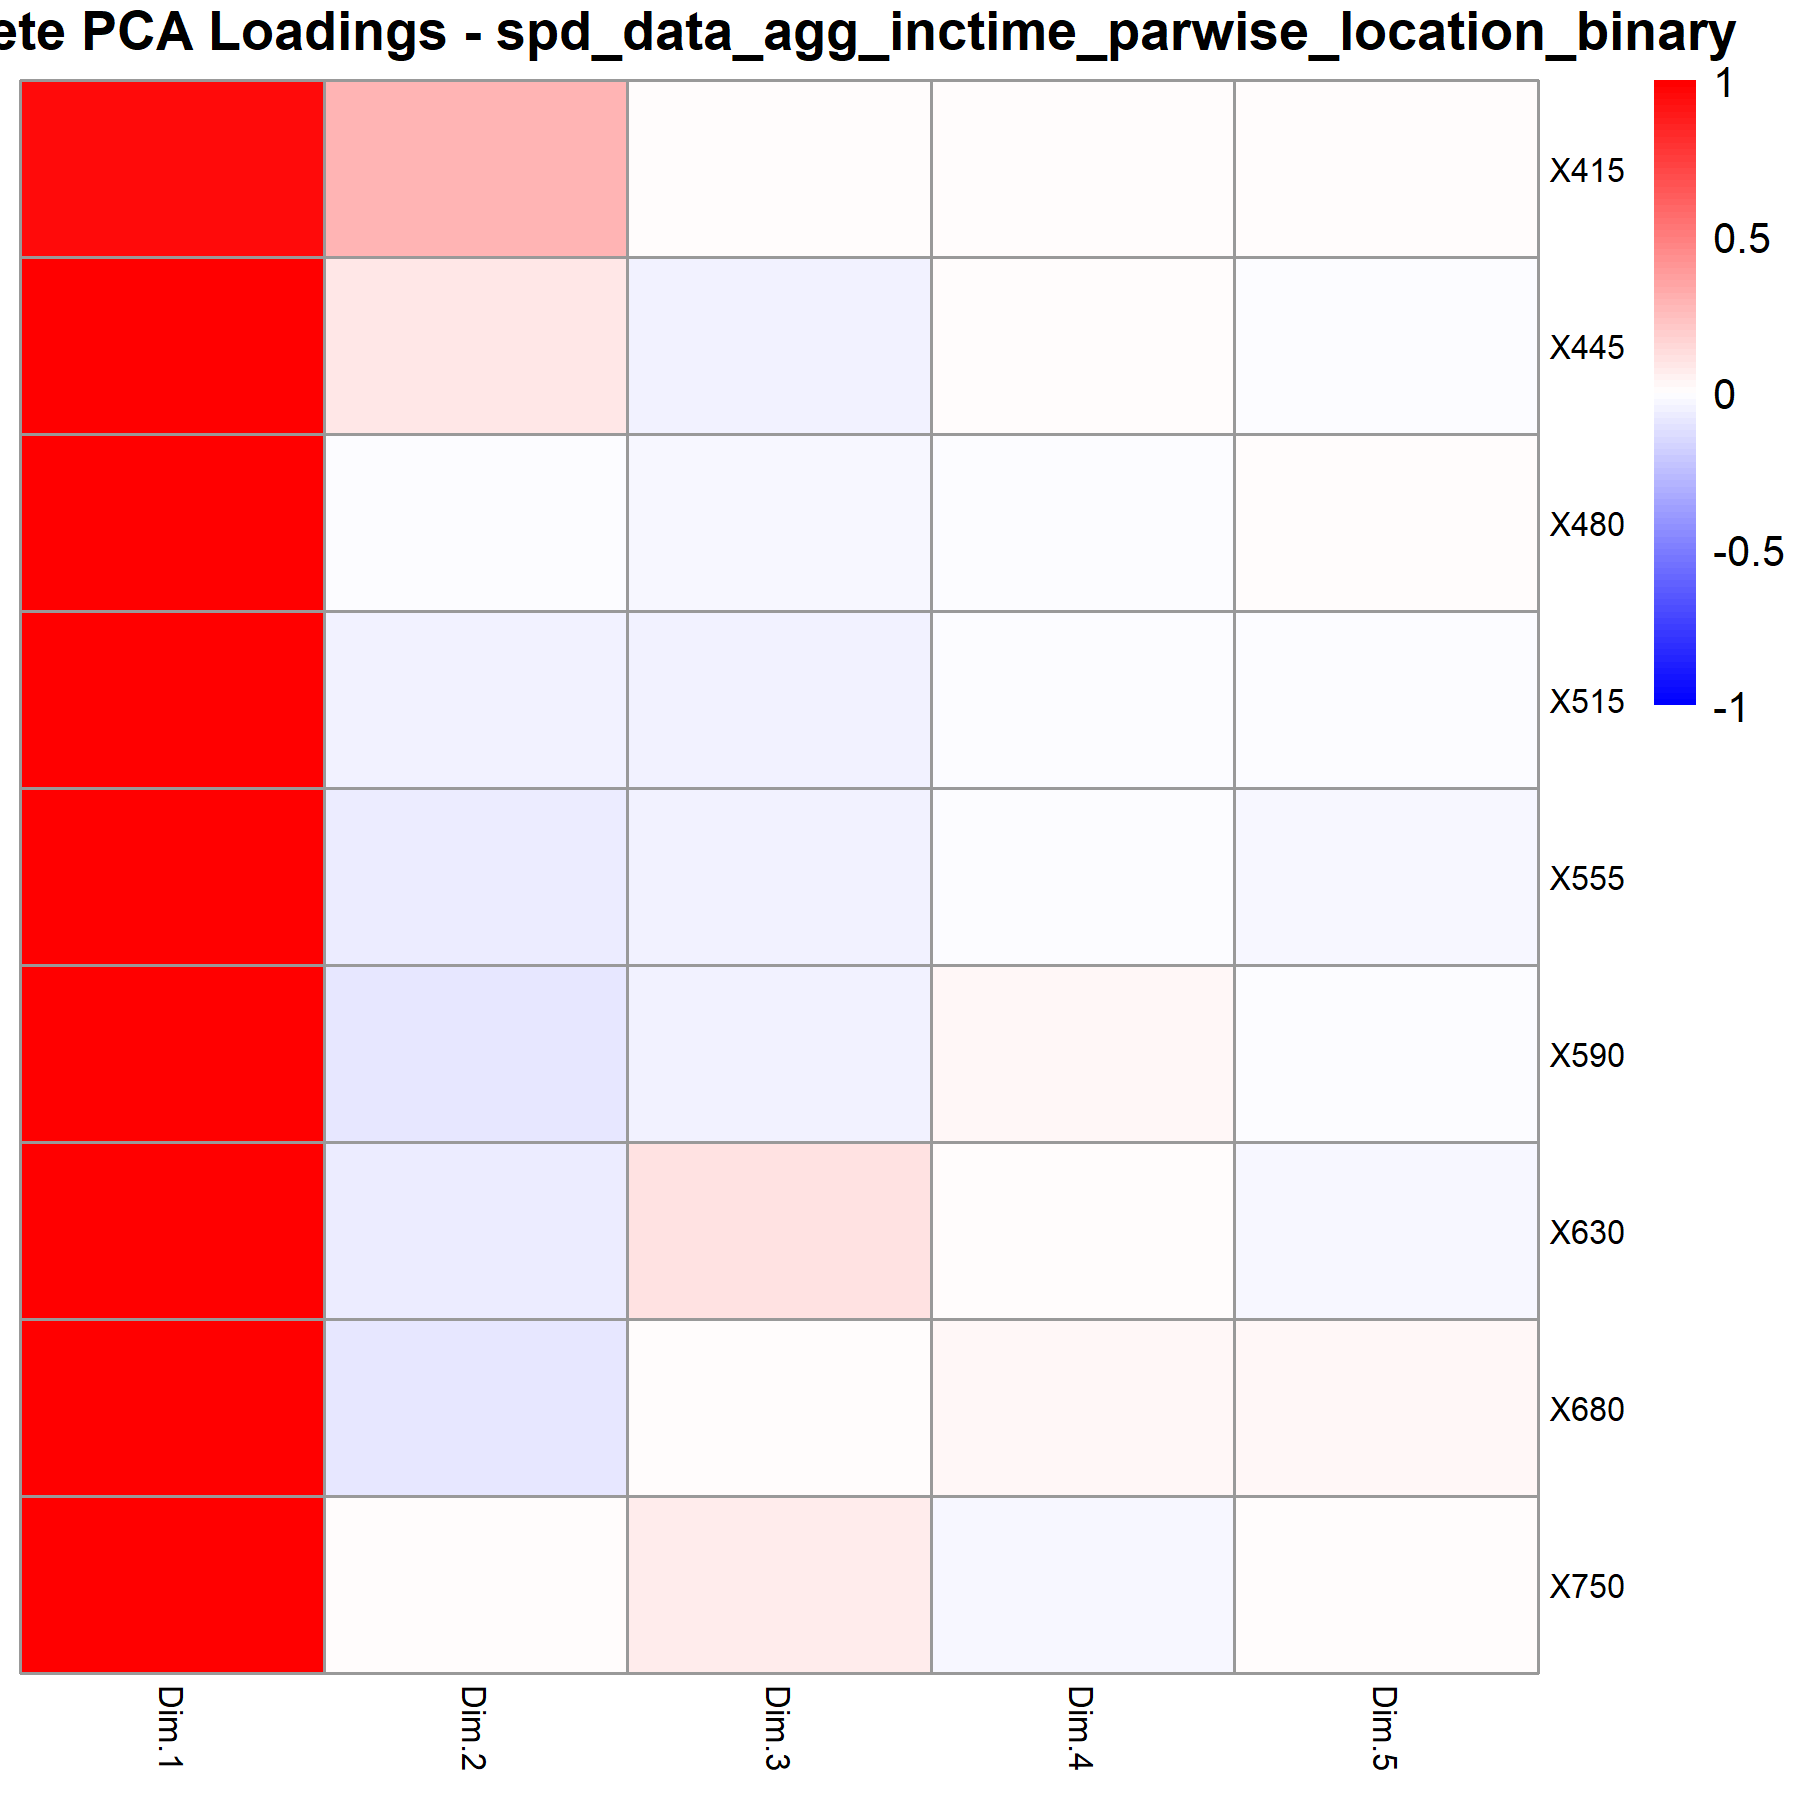 PCA Loadings - spd_data_agg_inctime_parwise_location_binary
1
0.5
0
-0.5
-1
X415
X445
X480
X515
X555
X590
X630
X680
X750
Dim.1
Dim.2
Dim.3
Dim.4
Dim.5